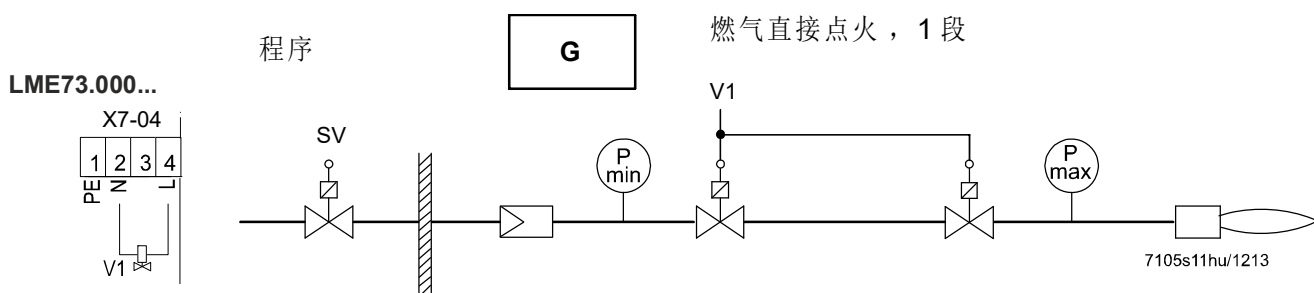 程序
G
燃气直接点火，1 段
LME73.000...
X7-04
1 2 3 4
PE N L
V1
SV
P min
V1
P max
7105s11hu/1213